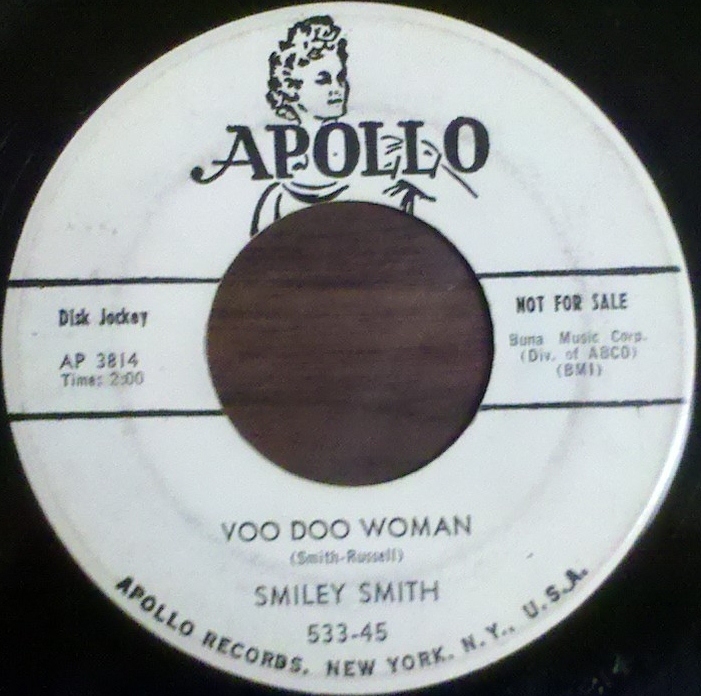 APOLLO
Disk Jockey
NOT FOR SALE
AP 3814
Time: 2:00
Buna Music Corp.
(Div. of ABCO)
(BMI)
VOO DOO WOMAN
(Smith-Russell)
SMILEY SMITH
533-45
APOLLO RECORDS, NEW YORK, N.Y., U.S.A.